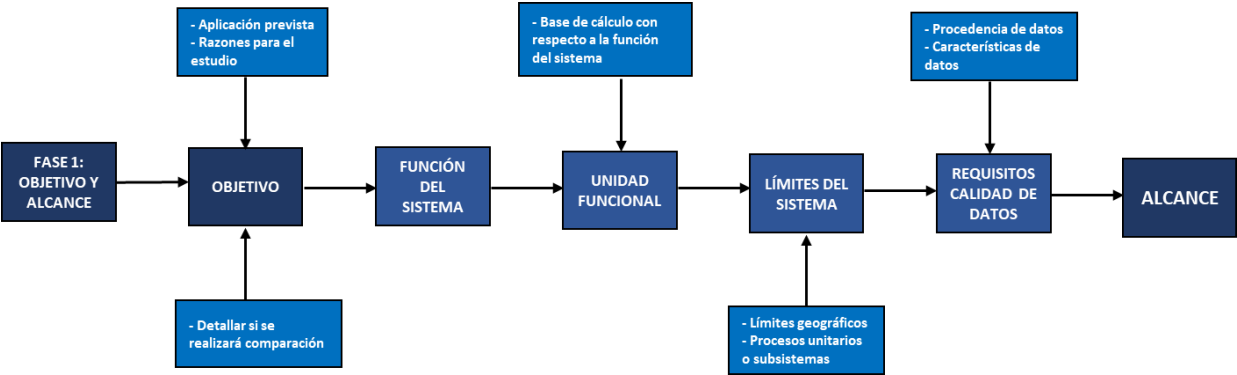 - Aplicación prevista
- Razones para el
estudio
- Base de cálculo con
respecto a la función
del sistema
- Procedencia de datos
- Características de
datos
FASE 1:
OBJETIVO Y
ALCANCE
OBJETIVO
FUNCIÓN
DEL
SISTEMA
UNIDAD
FUNCIONAL
LÍMITES DEL
SISTEMA
REQUISITOS
CALIDAD DE
DATOS
ALCANCE
- Detallar si se
realizará comparación
- Límites geográficos
- Procesos unitarios
o subsistemas